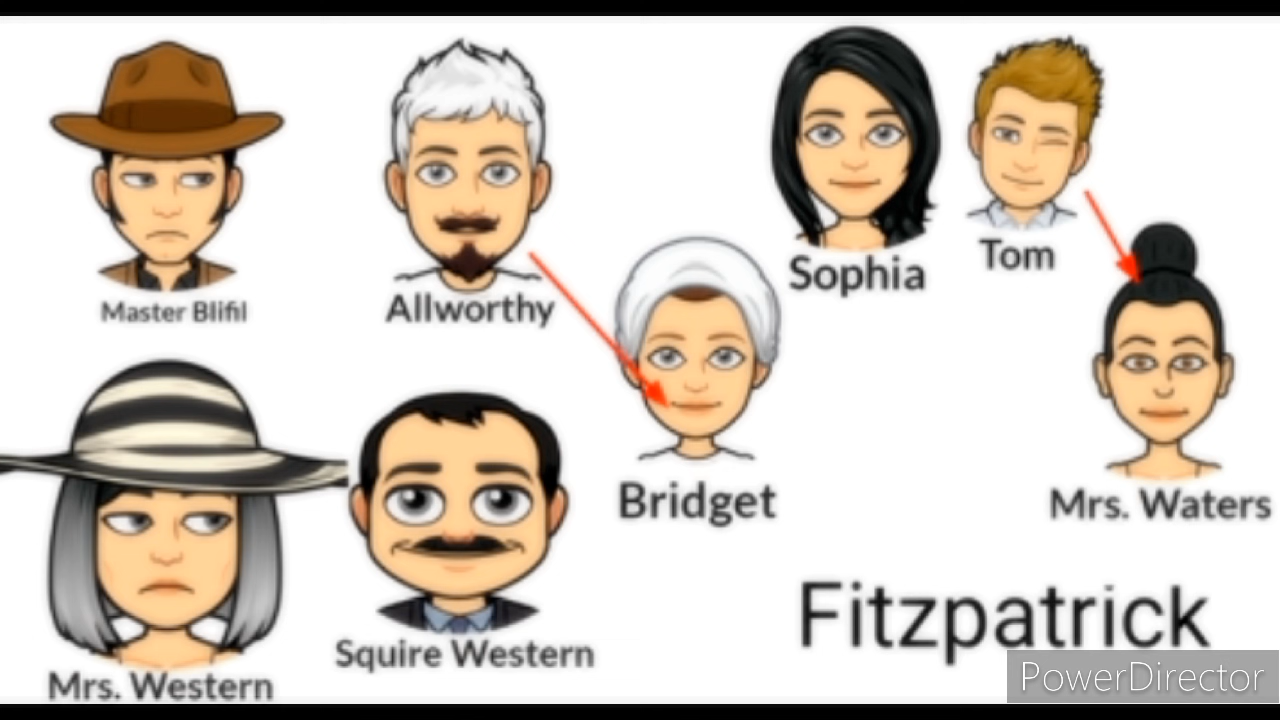 Master Blifil
Allworthy
Sophia
Tom
Bridget
Mrs. Waters
Mrs. Western
Squire Western
Fitzpatrick
PowerDirector